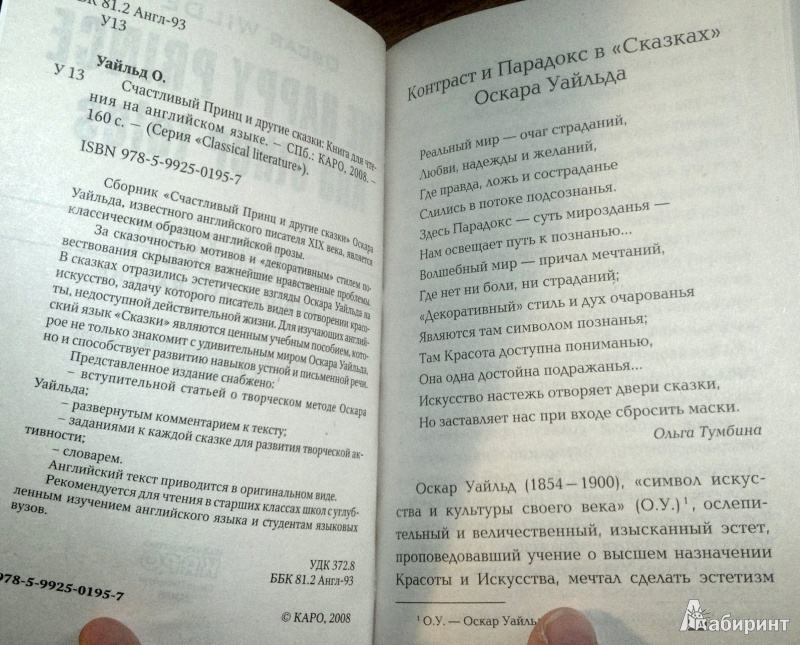 ББК 81.2 Англ-93
У13
Уайльд О.
У 13
Счастливый Принц и другие сказки: Книга для чте-
ния на английском языке. – СПб.: КАРО, 2008. –
160 с. — (Серия «Classical literature»).
ISBN 978-5-9925-0195-7
Сборник «Счастливый Принц и другие сказки» Оскара
Уайльда, известного английского писателя XIX века, является
классическим образцом английской прозы.
За сказочностью мотивов и «декоративным» стилем по-
вествования скрываются важнейшие нравственные проблемы.
В сказках отразились эстетические взгляды Оскара Уайльда на
искусство, задачу которого писатель видел в сотворении красо-
ты, недоступной действительной жизни. Для изучающих англий-
ский язык «Сказки» являются ценным учебным пособием, кото-
рое не только знакомит с удивительным миром Оскара Уайльда,
но и способствует развитию навыков устной и письменной речи.
Представленное издание снабжено:
– вступительной статьей о творческом методе Оскара
Уайльда;
– развернутым комментарием к тексту;
– заданиями к каждой сказке для развития творческой ак-
тивности;
– словарем.
Английский текст приводится в оригинальном виде.
Рекомендуется для чтения в старших классах школ с углуб-
ленным изучением английского языка и студентам языковых
вузов.
УДК 372.8
ББК 81.2 Англ-93
978-5-9925-0195-7
© КАРО, 2008
Контраст и Парадокс в «Сказках»
Оскара Уайльда
Реальный мир — очаг страданий,
Любви, надежды и желаний,
Где правда, ложь и состраданье
Слились в потоке подсознанья.
Здесь Парадокс — суть мирозданья —
Нам освещает путь к познанью...
Волшебный мир — причал мечтаний,
Где нет ни боли, ни страданий;
«Декоративный» стиль и дух очарованья
Являются там символом познанья;
Там Красота доступна пониманью,
Она одна достойна подражанья...
Искусство настежь отворяет двери сказки,
Но заставляет нас при входе сбросить маски.
Ольга Тумбина
Оскар Уайльд (1854 – 1900), «символ искус-
ства и культуры своего века» (О.У.)¹, ослепи-
тельный и величественный, изысканный эстет,
проповедовавший учение о высшем назначении
Красоты и Искусства, мечтал сделать эстетизм
¹ О.У. — Оскар Уайль
Лабиринт